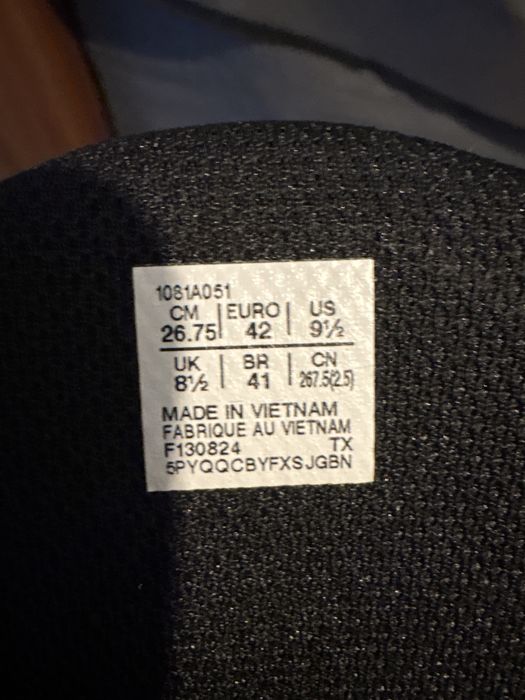 1081A051
CM | EURO | US
26.75 | 42 | 9½
UK | BR | CN
8½ | 41 | 267.5(2.5)
MADE IN VIETNAM
FABRIQUE AU VIETNAM
F130824 TX
5PYQQCBYFXSJGBN